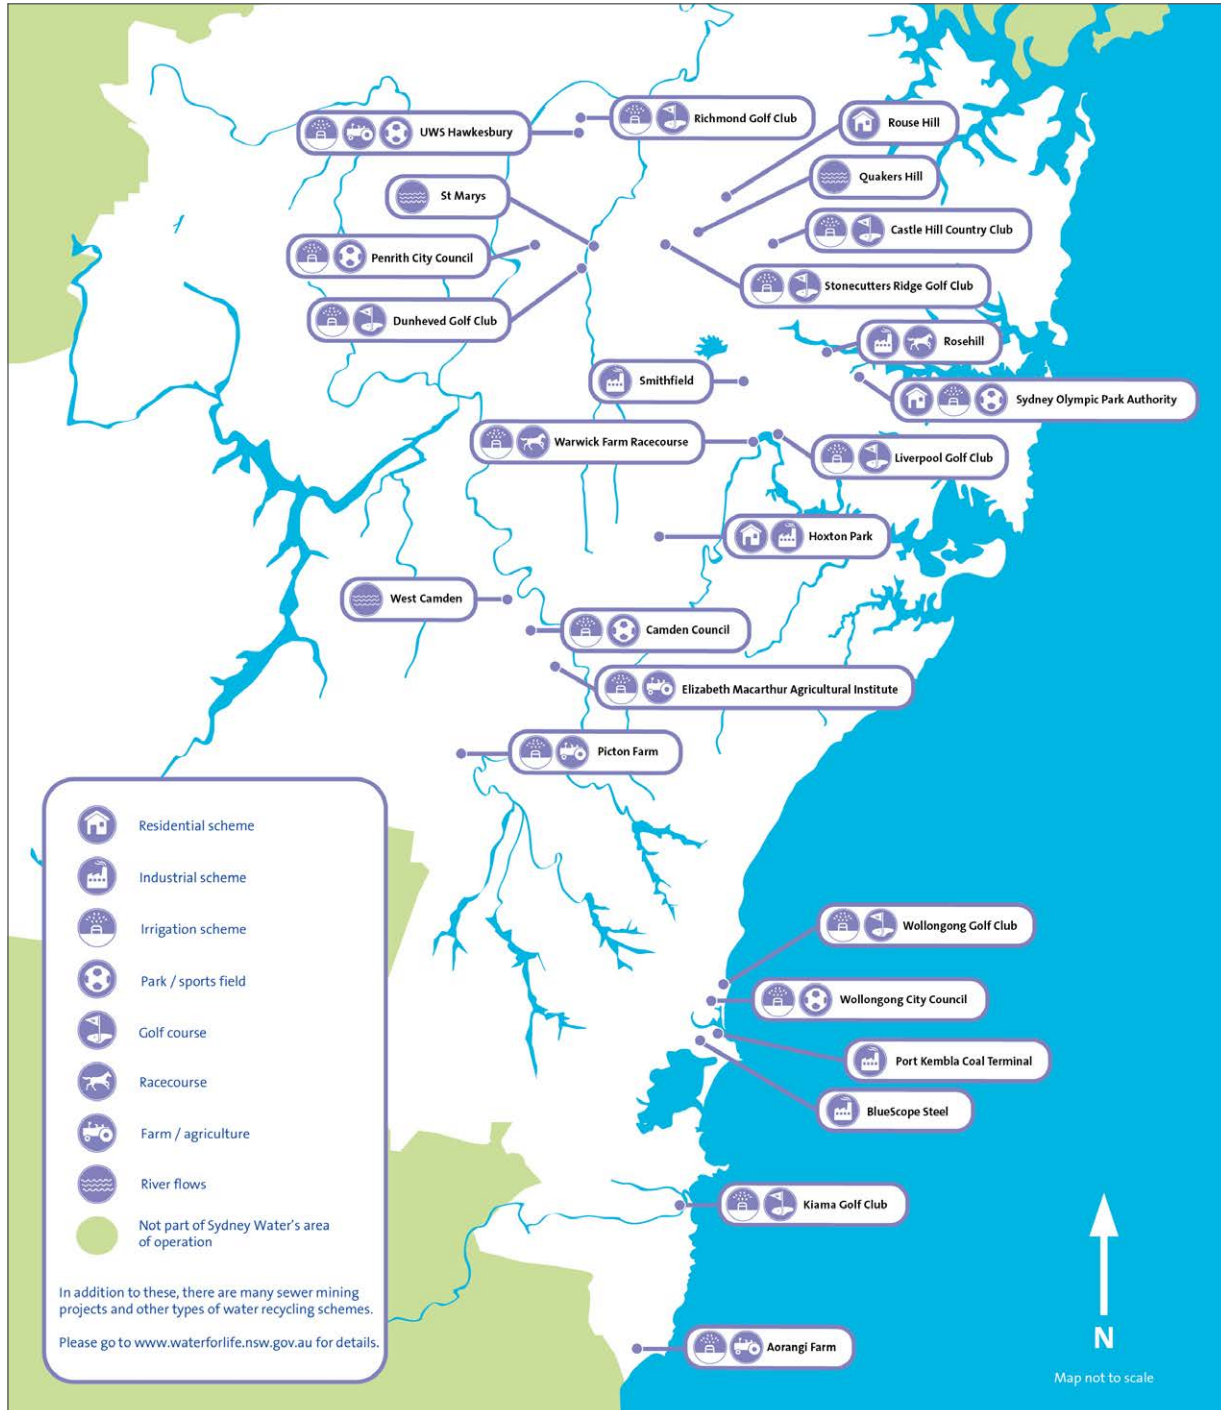 UWS Hawkesbury
Richmond Golf Club
Rouse Hill
Quakers Hill
St Marys
Castle Hill Country Club
Penrith City Council
Stonecutters Ridge Golf Club
Dunheved Golf Club
Rosehill
Smithfield
Sydney Olympic Park Authority
Warwick Farm Racecourse
Liverpool Golf Club
Hoxton Park
West Camden
Camden Council
Elizabeth Macarthur Agricultural Institute
Picton Farm
Residential scheme
Industrial scheme
Irrigation scheme
Park / sports field
Golf course
Racecourse
Farm / agriculture
River flows
Not part of Sydney Water's area
of operation
In addition to these, there are many sewer mining
projects and other types of water recycling schemes.
Please go to www.waterforlife.nsw.gov.au for details.
Wollongong Golf Club
Wollongong City Council
Port Kembla Coal Terminal
BlueScope Steel
Kiama Golf Club
Aorangi Farm
N
Map not to scale